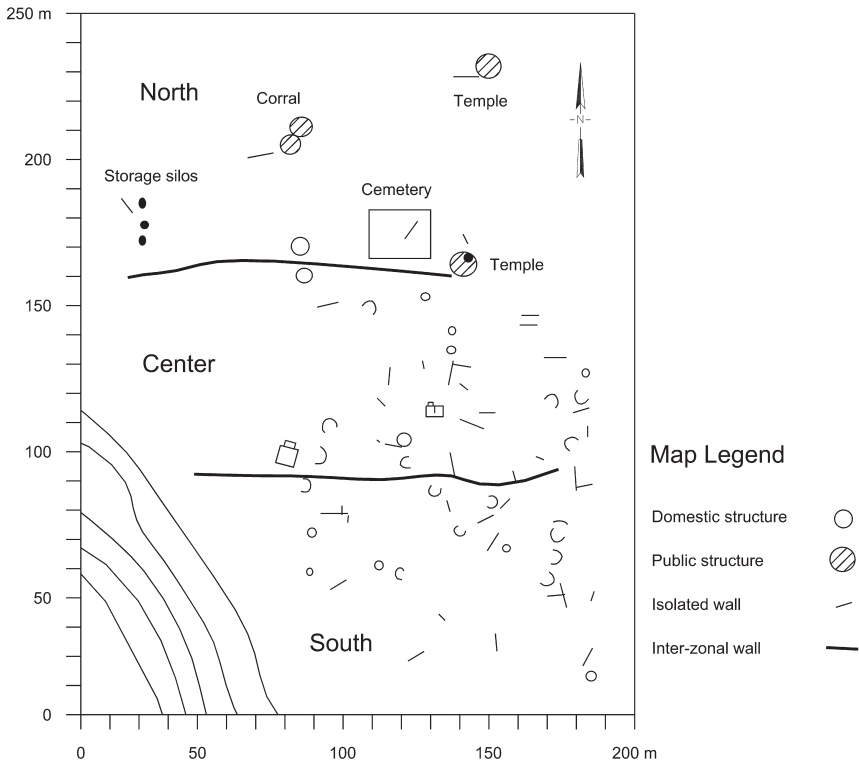 250 m
North
Corral
Temple
N
200
Storage silos
Cemetery
Temple
150
Center
100
Map Legend
Domestic structure
Public structure
50
Isolated wall
South
Inter-zonal wall
0
0 50 100 150 200 m